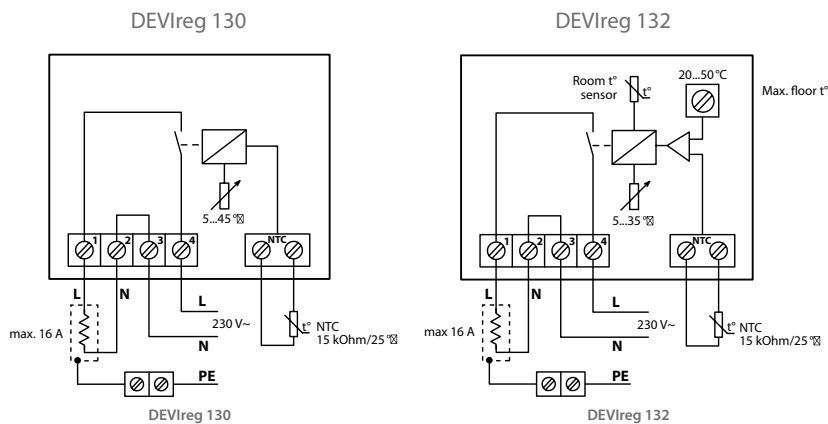 DEVIreg 130
5...45 °
1 2 3 4 NTC
L N
max. 16 A
L
230 V~
N
PE
t° NTC
15 kOhm/25 °
DEVIreg 130
DEVIreg 132
Room t°
sensor
t°
20...50 °C
Max. floor t°
5...35 °
1 2 3 4 NTC
L N
max. 16 A
L
230 V~
N
PE
t° NTC
15 kOhm/25 °
DEVIreg 132